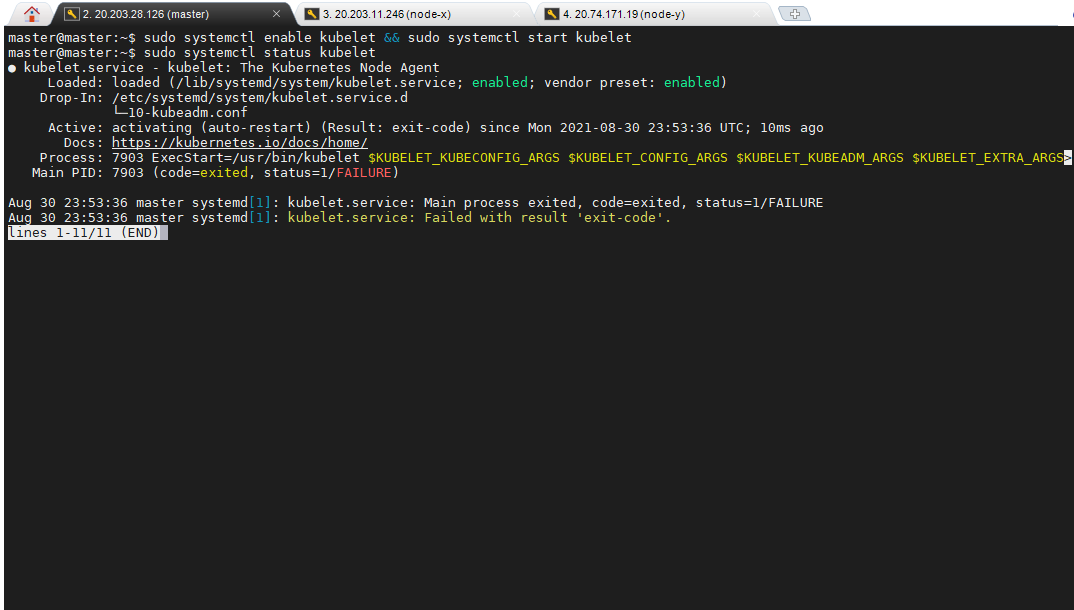 2. 20.203.28.126 (master)
3. 20.203.11.246 (node-x)
4. 20.74.171.19 (node-y)
master@master:~$ sudo systemctl enable kubelet && sudo systemctl start kubelet
master@master:~$ sudo systemctl status kubelet
● kubelet.service - kubelet: The Kubernetes Node Agent
     Loaded: loaded (/lib/systemd/system/kubelet.service; enabled; vendor preset: enabled)
    Drop-In: /etc/systemd/system/kubelet.service.d
             └─10-kubeadm.conf
     Active: activating (auto-restart) (Result: exit-code) since Mon 2021-08-30 23:53:36 UTC; 10ms ago
       Docs: https://kubernetes.io/docs/home/
    Process: 7903 ExecStart=/usr/bin/kubelet $KUBELET_KUBECONFIG_ARGS $KUBELET_CONFIG_ARGS $KUBELET_KUBEADM_ARGS $KUBELET_EXTRA_ARGS>
   Main PID: 7903 (code=exited, status=1/FAILURE)
Aug 30 23:53:36 master systemd[1]: kubelet.service: Main process exited, code=exited, status=1/FAILURE
Aug 30 23:53:36 master systemd[1]: kubelet.service: Failed with result 'exit-code'.
lines 1-11/11 (END)